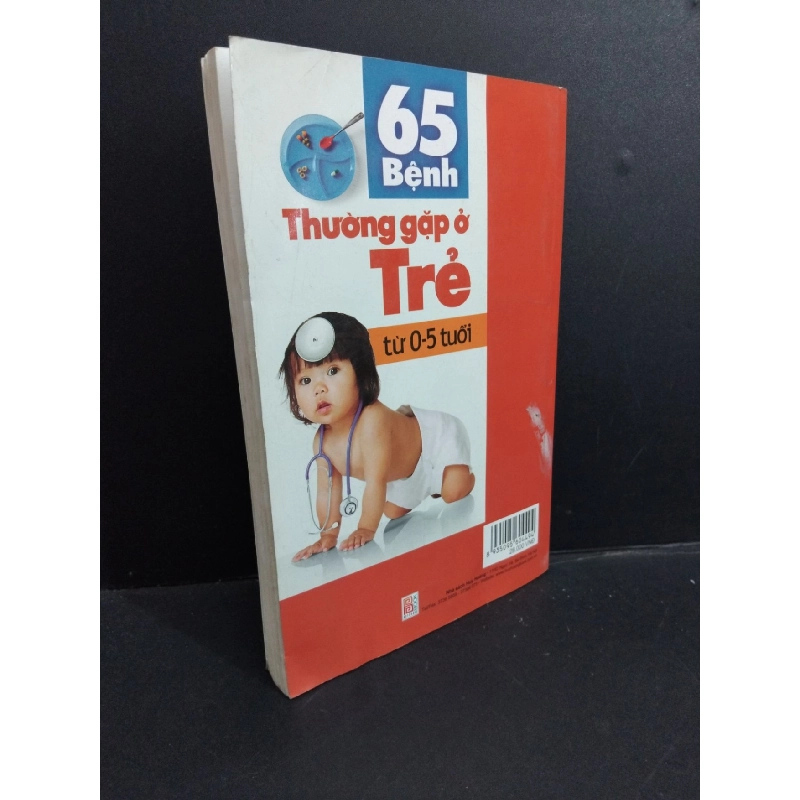 65
Bệnh
Thường gặp ở
Trẻ
từ 0-5 tuổi